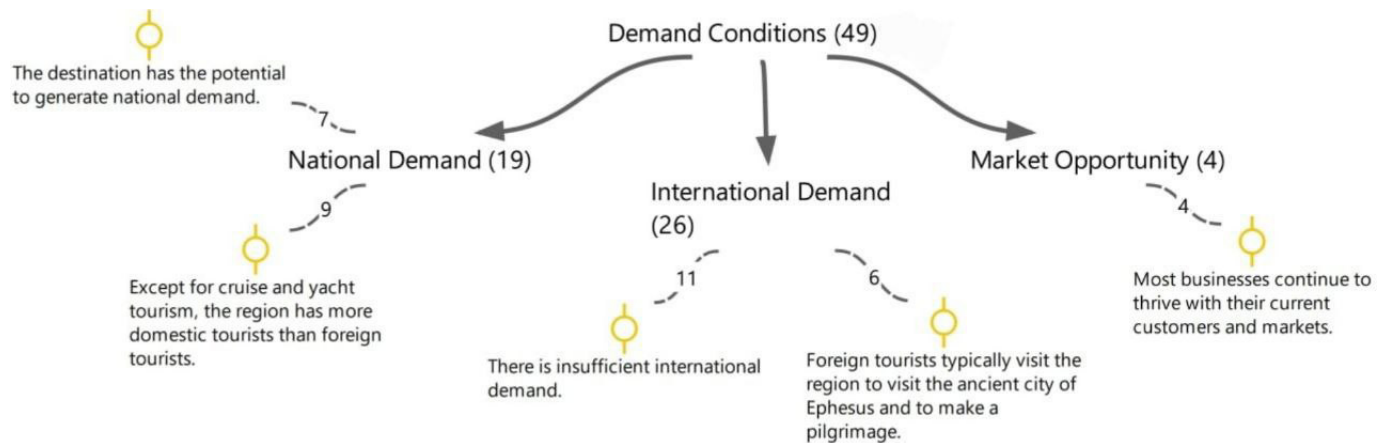 Demand Conditions (49)
The destination has the potential
to generate national demand.
7
National Demand (19)
9
Except for cruise and yacht
tourism, the region has more
domestic tourists than foreign
tourists.
International Demand
(26)
11
There is insufficient international
demand.
6
Foreign tourists typically visit the
region to visit the ancient city of
Ephesus and to make a
pilgrimage.
Market Opportunity (4)
4
Most businesses continue to
thrive with their current
customers and markets.